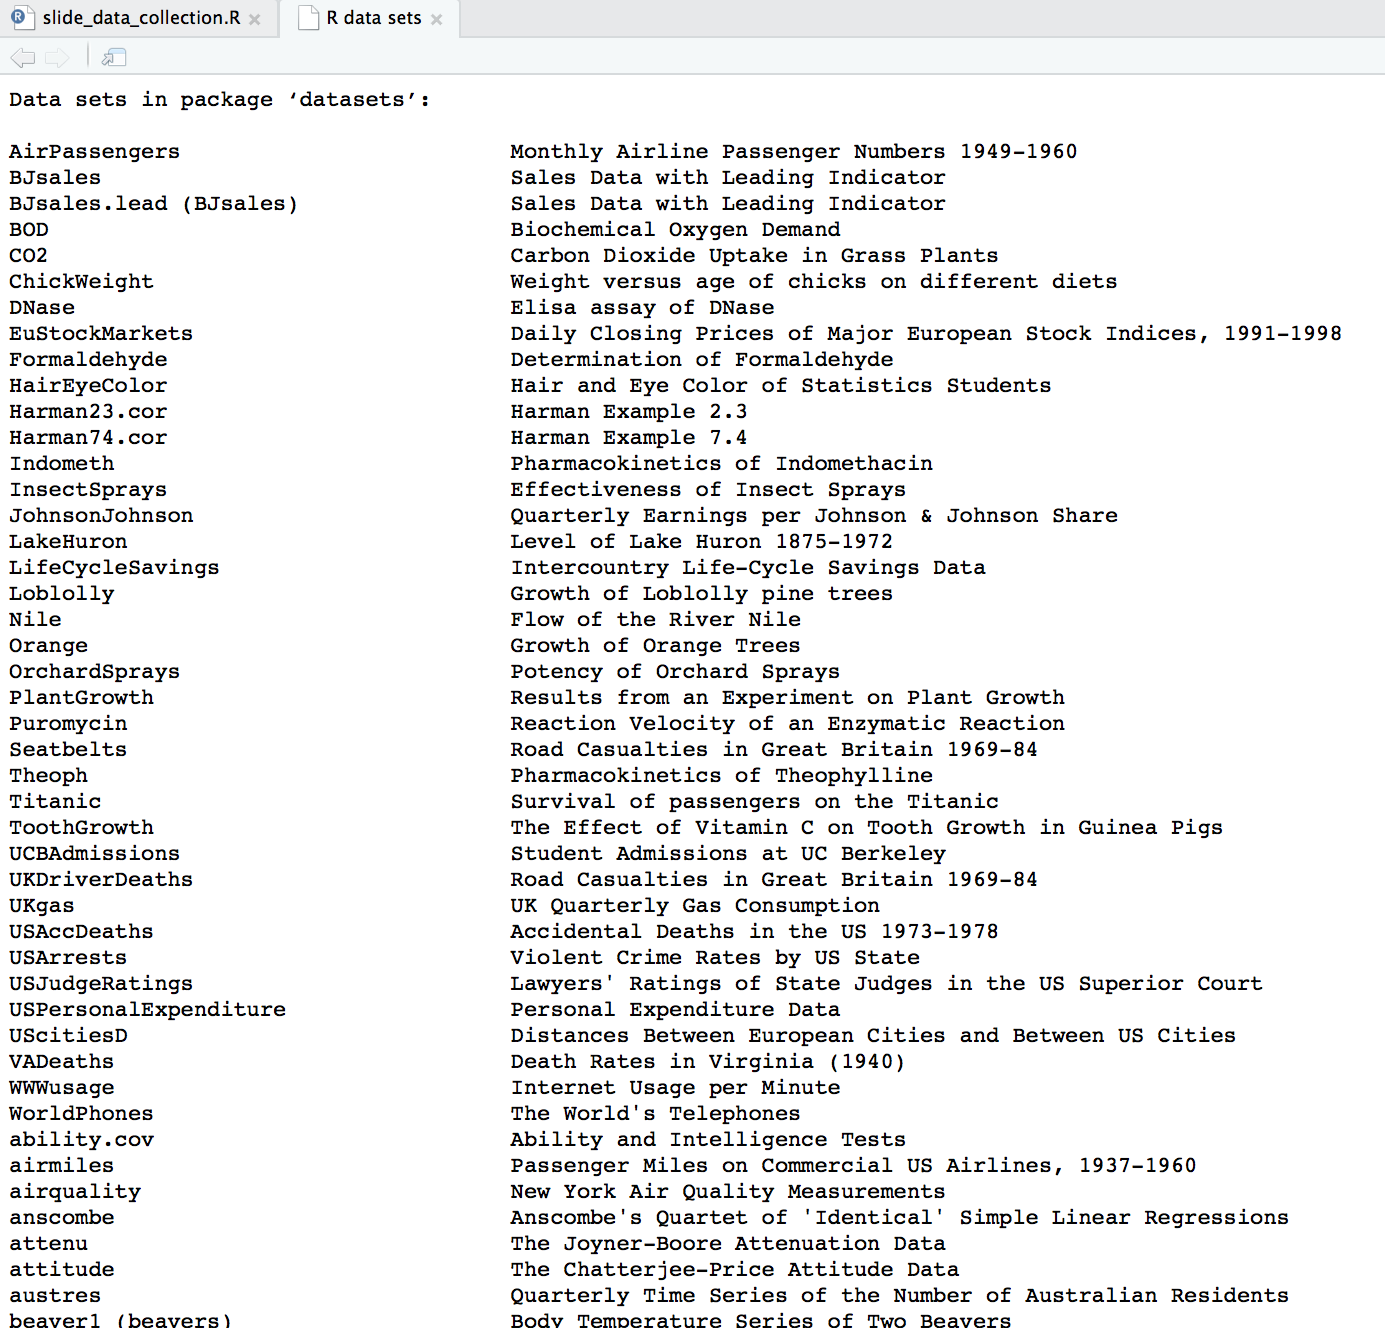 slide_data_collection.R
R data sets
Data sets in package ‘datasets’:
AirPassengers Monthly Airline Passenger Numbers 1949-1960
BJsales Sales Data with Leading Indicator
BJsales.lead (BJsales) Sales Data with Leading Indicator
BOD Biochemical Oxygen Demand
CO2 Carbon Dioxide Uptake in Grass Plants
ChickWeight Weight versus age of chicks on different diets
DNase Elisa assay of DNase
EuStockMarkets Daily Closing Prices of Major European Stock Indices, 1991-1998
Formaldehyde Determination of Formaldehyde
HairEyeColor Hair and Eye Color of Statistics Students
Harman23.cor Harman Example 2.3
Harman74.cor Harman Example 7.4
Indometh Pharmacokinetics of Indomethacin
InsectSprays Effectiveness of Insect Sprays
JohnsonJohnson Quarterly Earnings per Johnson & Johnson Share
LakeHuron Level of Lake Huron 1875-1972
LifeCycleSavings Intercountry Life-Cycle Savings Data
Loblolly Growth of Loblolly pine trees
Nile Flow of the River Nile
Orange Growth of Orange Trees
OrchardSprays Potency of Orchard Sprays
PlantGrowth Results from an Experiment on Plant Growth
Puromycin Reaction Velocity of an Enzymatic Reaction
Seatbelts Road Casualties in Great Britain 1969-84
Theoph Pharmacokinetics of Theophylline
Titanic Survival of passengers on the Titanic
ToothGrowth The Effect of Vitamin C on Tooth Growth in Guinea Pigs
UCBAdmissions Student Admissions at UC Berkeley
UKDriverDeaths Road Casualties in Great Britain 1969-84
UKgas UK Quarterly Gas Consumption
USAccDeaths Accidental Deaths in the US 1973-1978
USArrests Violent Crime Rates by US State
USJudgeRatings Lawyers' Ratings of State Judges in the US Superior Court
USPersonalExpenditure Personal Expenditure Data
UScitiesD Distances Between European Cities and Between US Cities
VADeaths Death Rates in Virginia (1940)
WWWusage Internet Usage per Minute
WorldPhones The World's Telephones
ability.cov Ability and Intelligence Tests
airmiles Passenger Miles on Commercial US Airlines, 1937-1960
airquality New York Air Quality Measurements
anscombe Anscombe's Quartet of 'Identical' Simple Linear Regressions
attenu The Joyner-Boore Attenuation Data
attitude The Chatterjee-Price Attitude Data
austres Quarterly Time Series of the Number of Australian Residents
beaver1 (beavers) Body Temperature Series of Two Beavers